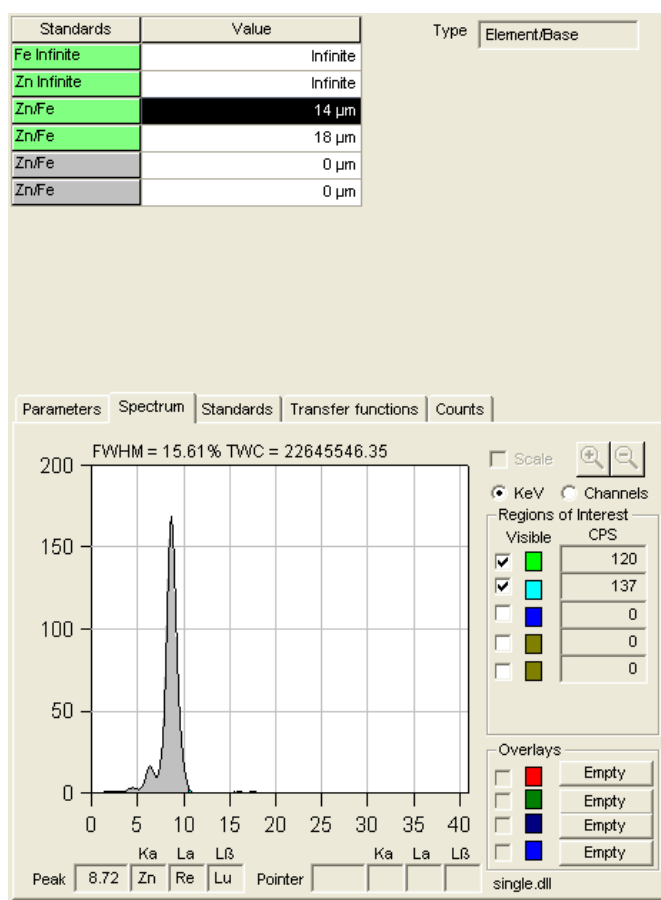 Standards Value Type Element/Base
Fe Infinite Infinite
Zn Infinite Infinite
Zn/Fe 14 µm
Zn/Fe 18 µm
Zn/Fe 0 µm
Zn/Fe 0 µm
Parameters Spectrum Standards Transfer functions Counts
FWHM = 15.61% TWC = 22645546.35
Scale
KeV Channels
Regions of Interest
Visible CPS
120
137
0
0
0
Overlays
Empty
Empty
Empty
Empty
200
150
100
50
0
0 5 10 15 20 25 30 35 40
Ka La Lß Ka La Lß
Peak 8.72 Zn Re Lu Pointer
single.dll